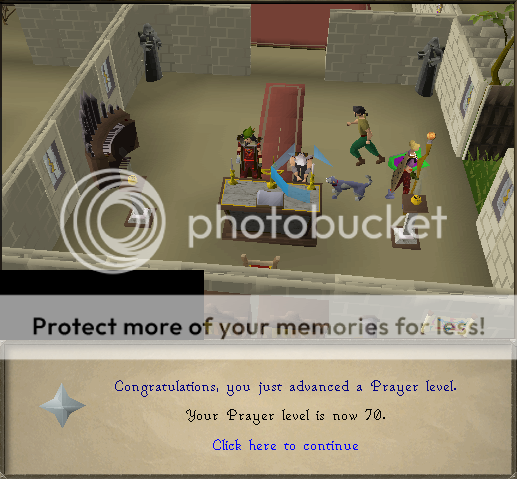 photobucket
Protect more of your memories for less!
Congratulations, you just advanced a Prayer level.
Your Prayer level is now 70.
Click here to continue